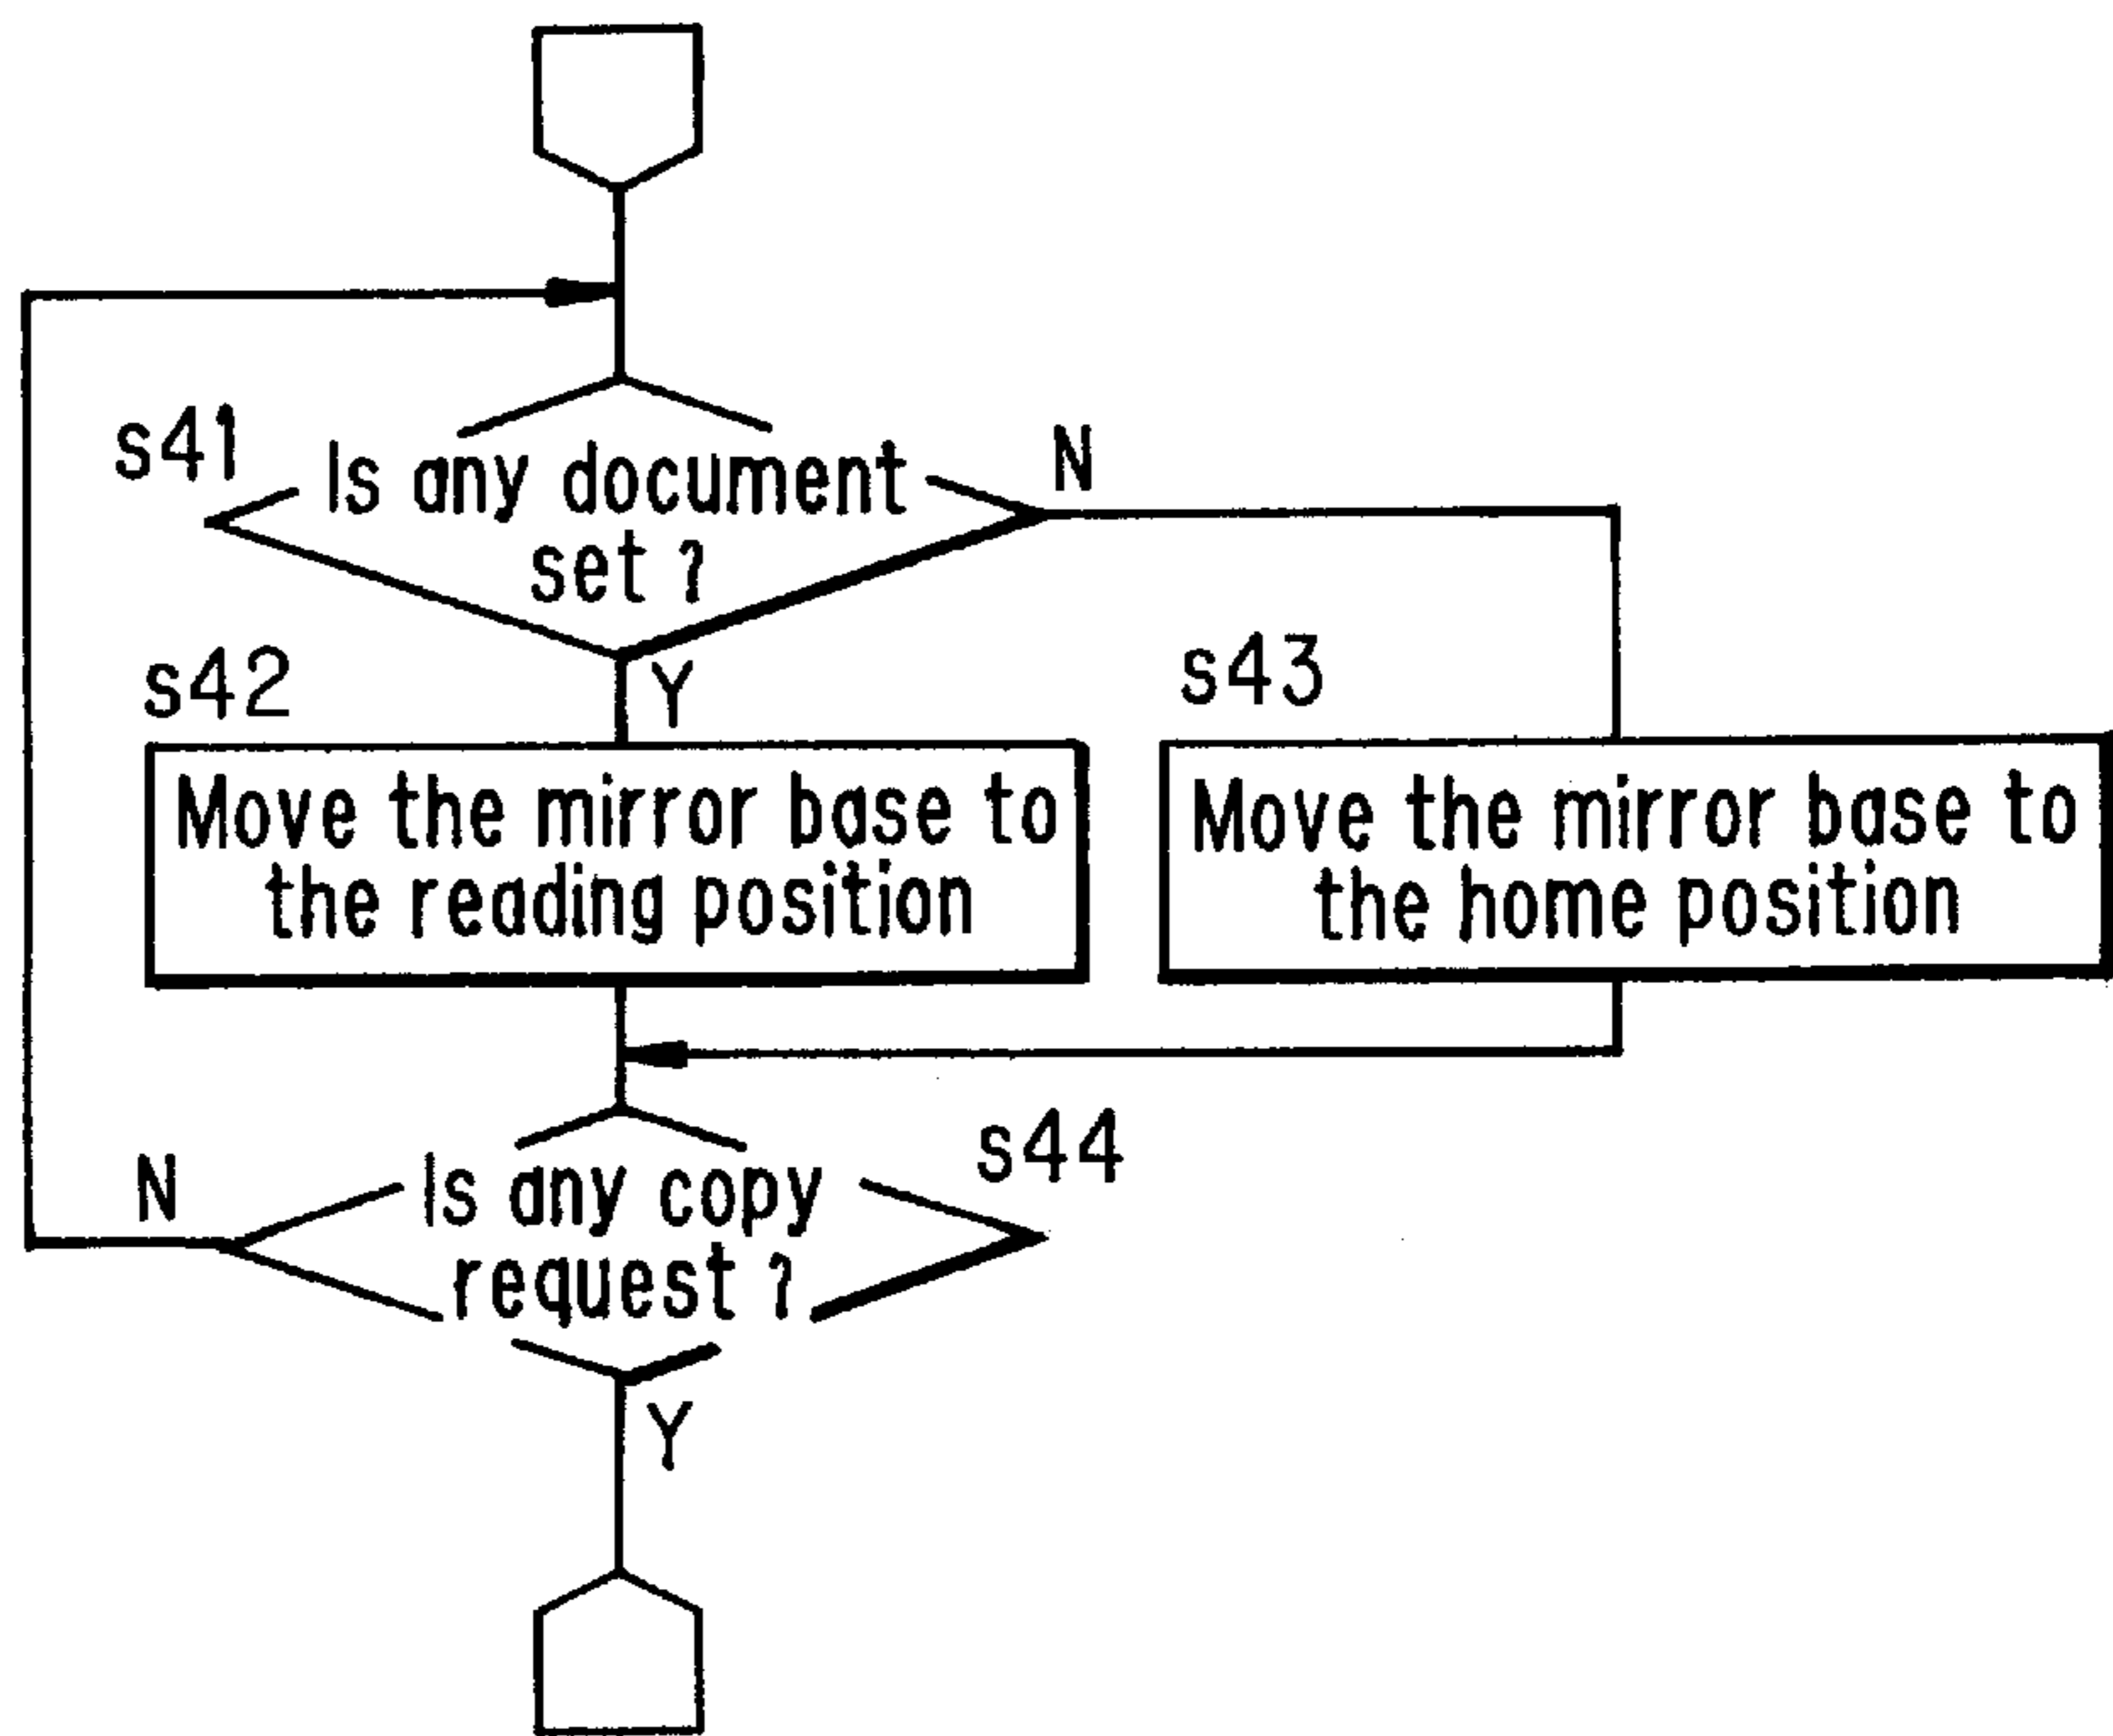 s41
Is any document
set ?
N
s42
Y
s43
Move the mirror base to
the reading position
Move the mirror base to
the home position
s44
N
Is any copy
request ?
Y